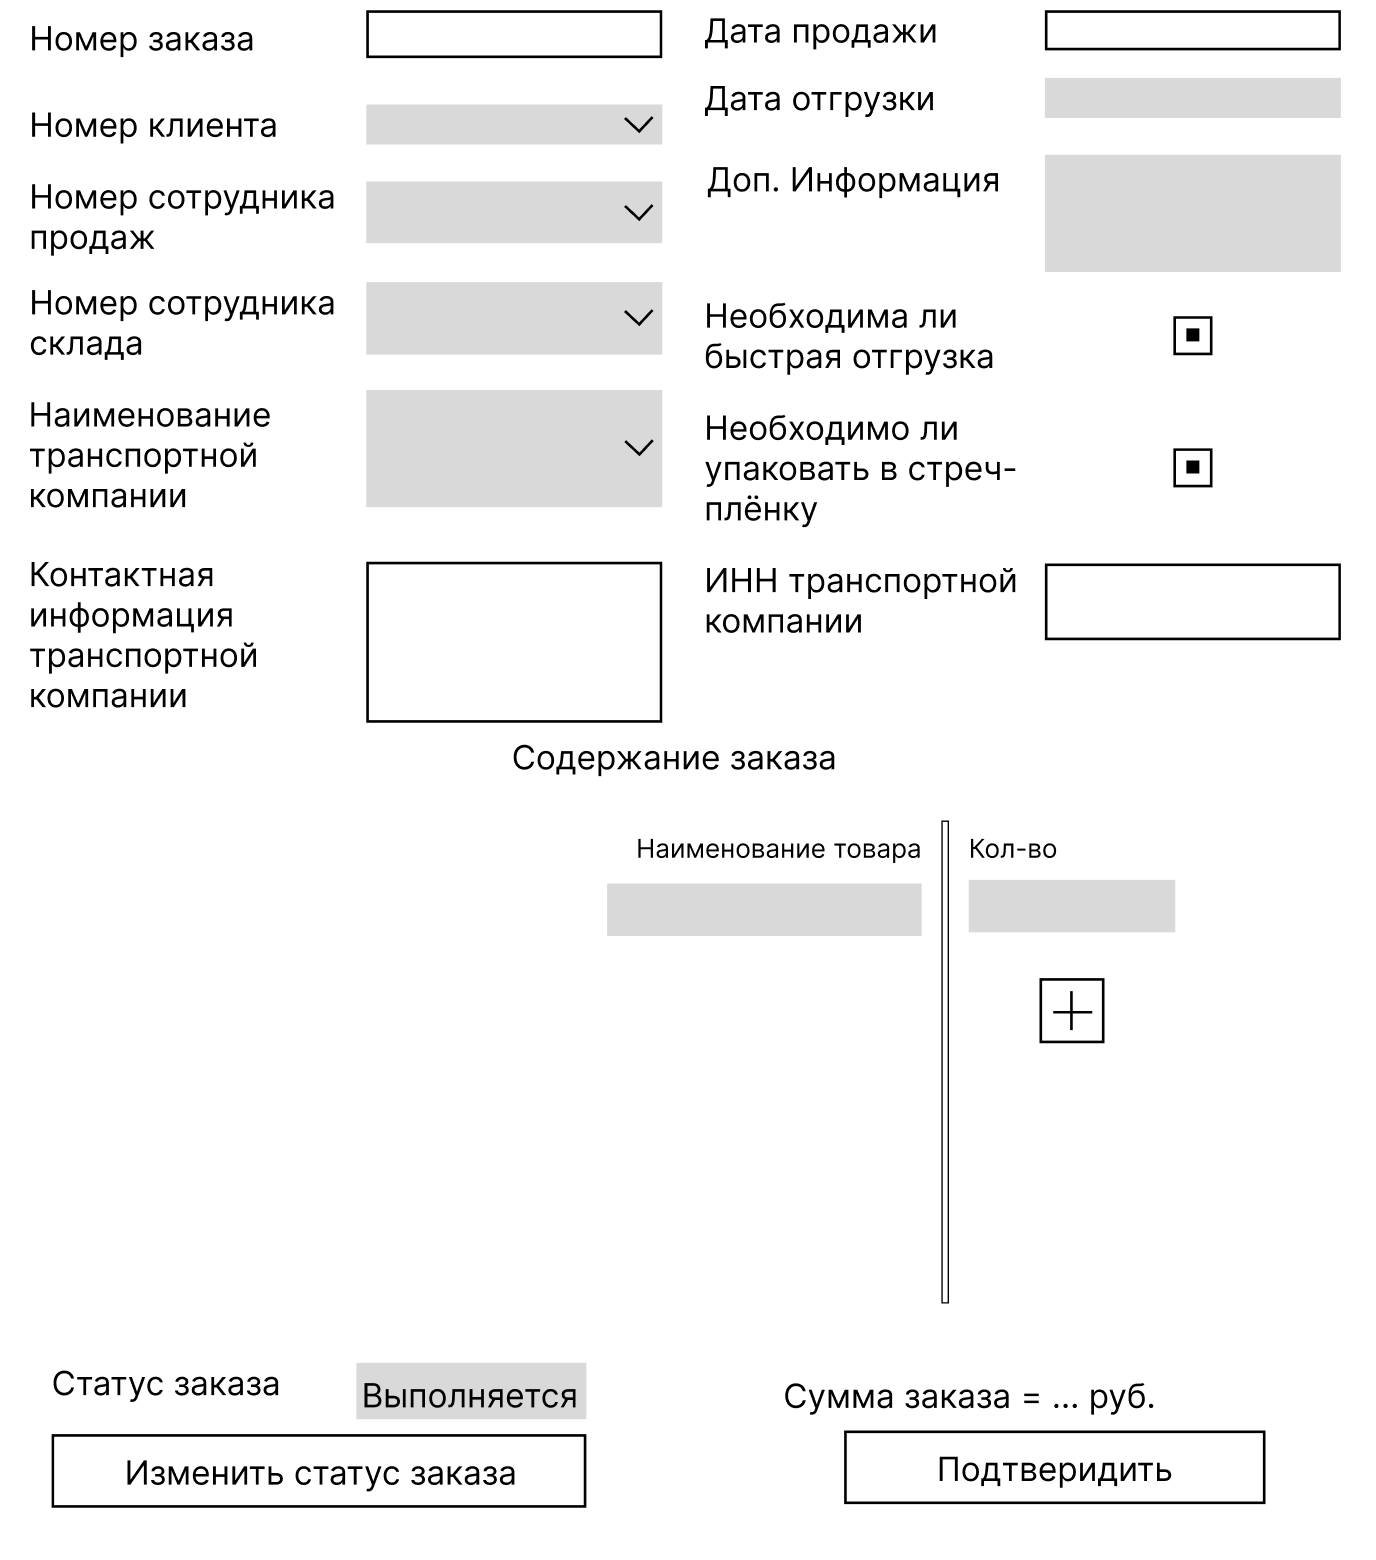 Номер заказа
Номер клиента
Номер сотрудника
продаж
Номер сотрудника
склада
Наименование
транспортной
компании
Контактная
информация
транспортной
компании
Дата продажи
Дата отгрузки
Доп. Информация
Необходима ли
быстрая отгрузка
Необходимо ли
упаковать в стреч-
плёнку
ИНН транспортной
компании
Содержание заказа
Наименование товара
Кол-во
Статус заказа
Выполняется
Изменить статус заказа
Сумма заказа = ... руб.
Подтверидить